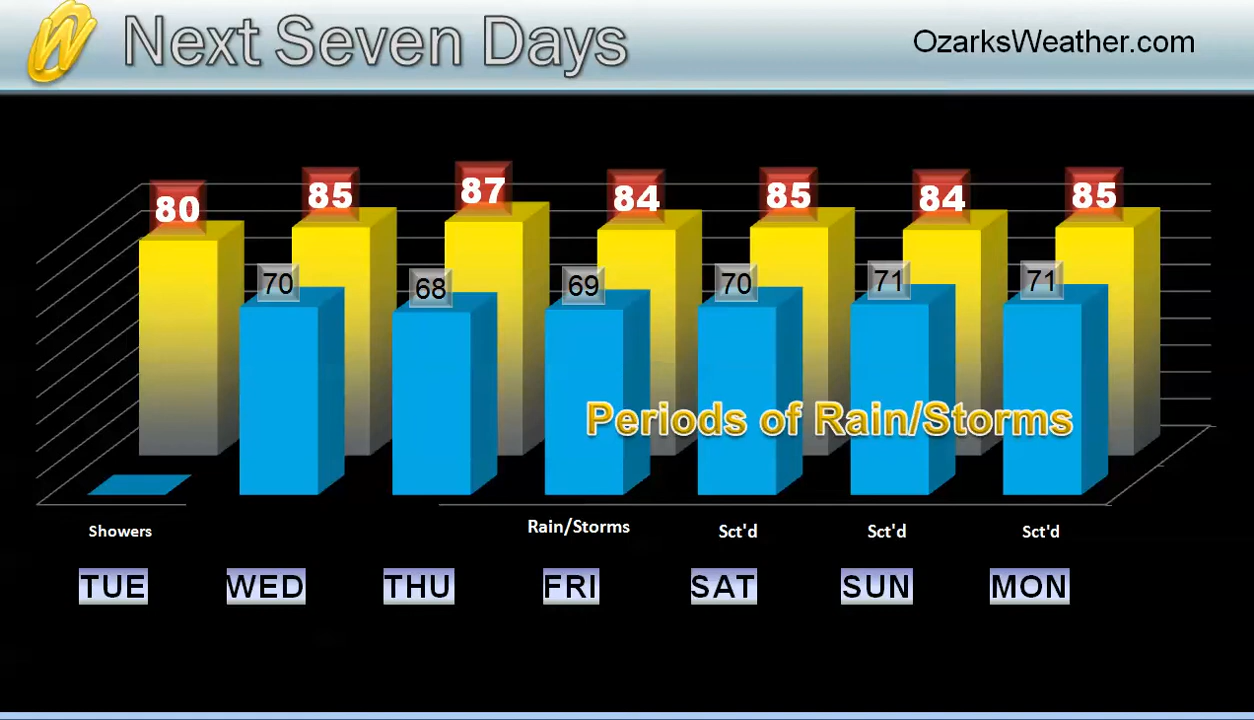 W Next Seven Days OzarksWeather.com
80 85 87 84 85 84 85
70 68 69 70 71 71
Periods of Rain/Storms
Showers Rain/Storms Sct'd Sct'd Sct'd
TUE WED THU FRI SAT SUN MON